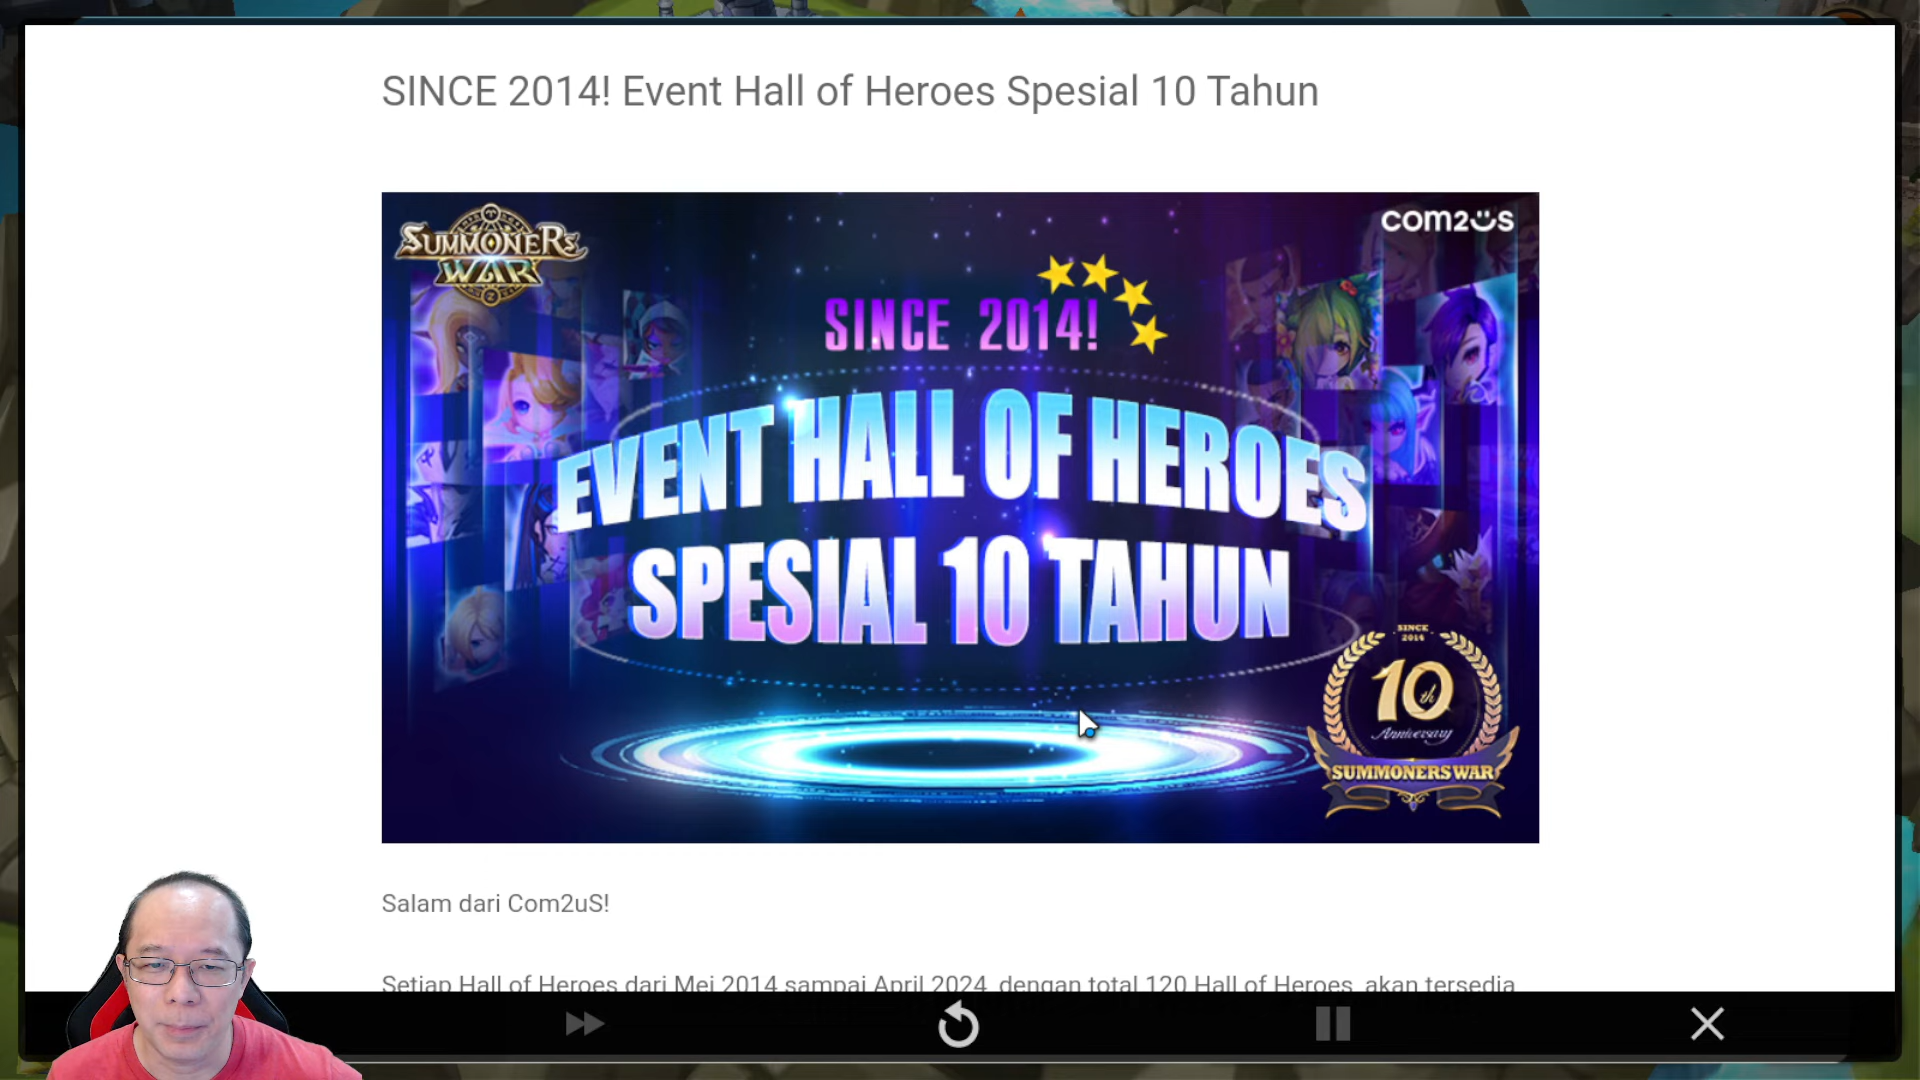 SINCE 2014! Event Hall of Heroes Spesial 10 Tahun
SUMMONERS
WAR
com2us
SINCE 2014!
EVENT HALL OF HEROES
SPESIAL 10 TAHUN
SINCE
2014
10th
Anniversary
SUMMONERS WAR
Salam dari Com2uS!
Setiap Hall of Heroes dari Mei 2014 sampai April 2024, dengan total 120 Hall of Heroes, akan tersedia